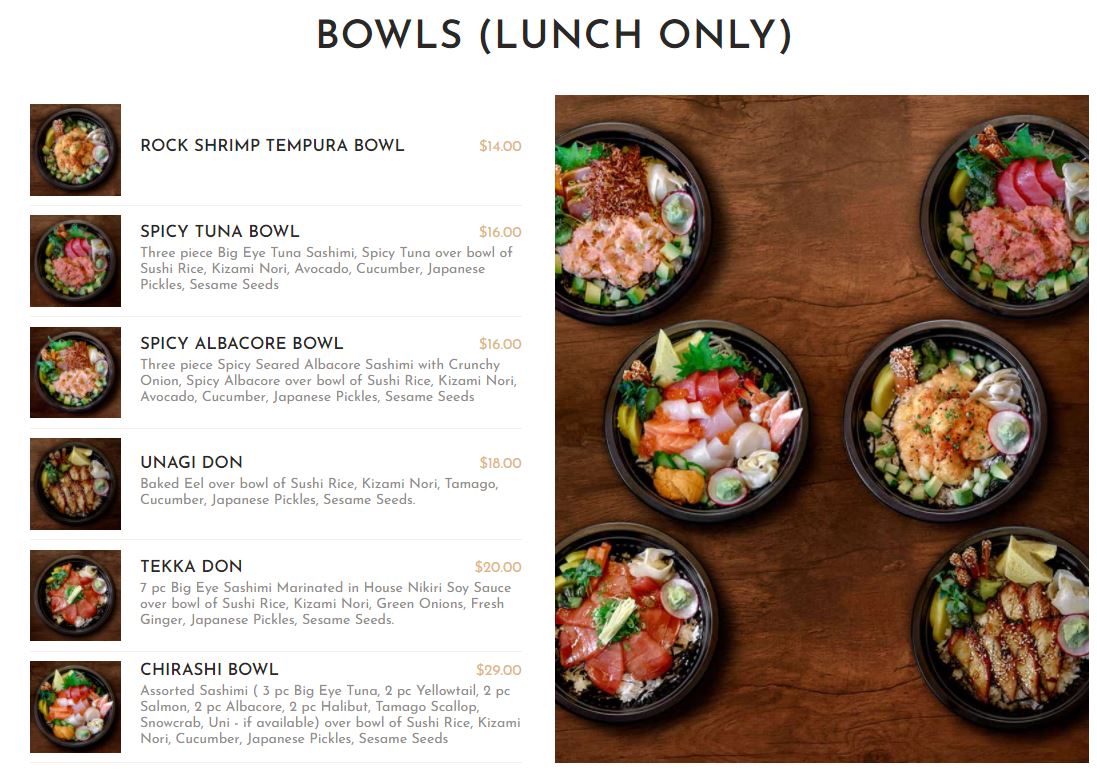 BOWLS (LUNCH ONLY)
ROCK SHRIMP TEMPURA BOWL $14.00
SPICY TUNA BOWL $16.00
Three piece Big Eye Tuna Sashimi, Spicy Tuna over bowl of
Sushi Rice, Kizami Nori, Avocado, Cucumber, Japanese
Pickles, Sesame Seeds
SPICY ALBACORE BOWL $16.00
Three piece Spicy Seared Albacore Sashimi with Crunchy
Onion, Spicy Albacore over bowl of Sushi Rice, Kizami Nori,
Avocado, Cucumber, Japanese Pickles, Sesame Seeds
UNAGI DON $18.00
Baked Eel over bowl of Sushi Rice, Kizami Nori, Tamago,
Cucumber, Japanese Pickles, Sesame Seeds.
TEKKA DON $20.00
7 pc Big Eye Sashimi Marinated in House Nikiri Soy Sauce
over bowl of Sushi Rice, Kizami Nori, Green Onions, Fresh
Ginger, Japanese Pickles, Sesame Seeds.
CHIRASHI BOWL $29.00
Assorted Sashimi ( 3 pc Big Eye Tuna, 2 pc Yellowtail, 2 pc
Salmon, 2 pc Albacore, 2 pc Halibut, Tamago Scallop,
Snowcrab, Uni - if available) over bowl of Sushi Rice, Kizami
Nori, Cucumber, Japanese Pickles, Sesame Seeds